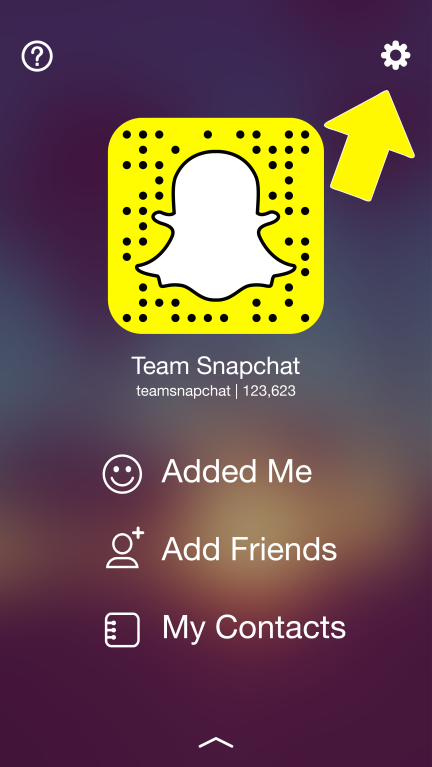 ?
Team Snapchat
teamsnapchat | 123,623
Added Me
Add Friends
My Contacts